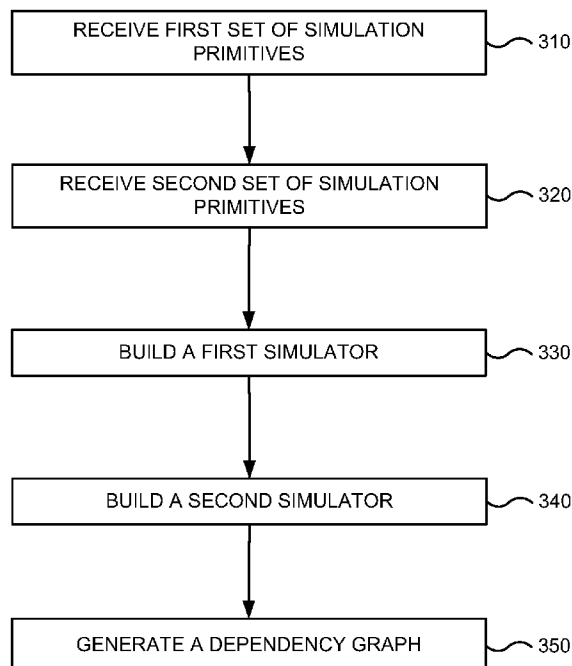 RECEIVE FIRST SET OF SIMULATION
PRIMITIVES
310
RECEIVE SECOND SET OF SIMULATION
PRIMITIVES
320
BUILD A FIRST SIMULATOR
330
BUILD A SECOND SIMULATOR
340
GENERATE A DEPENDENCY GRAPH
350